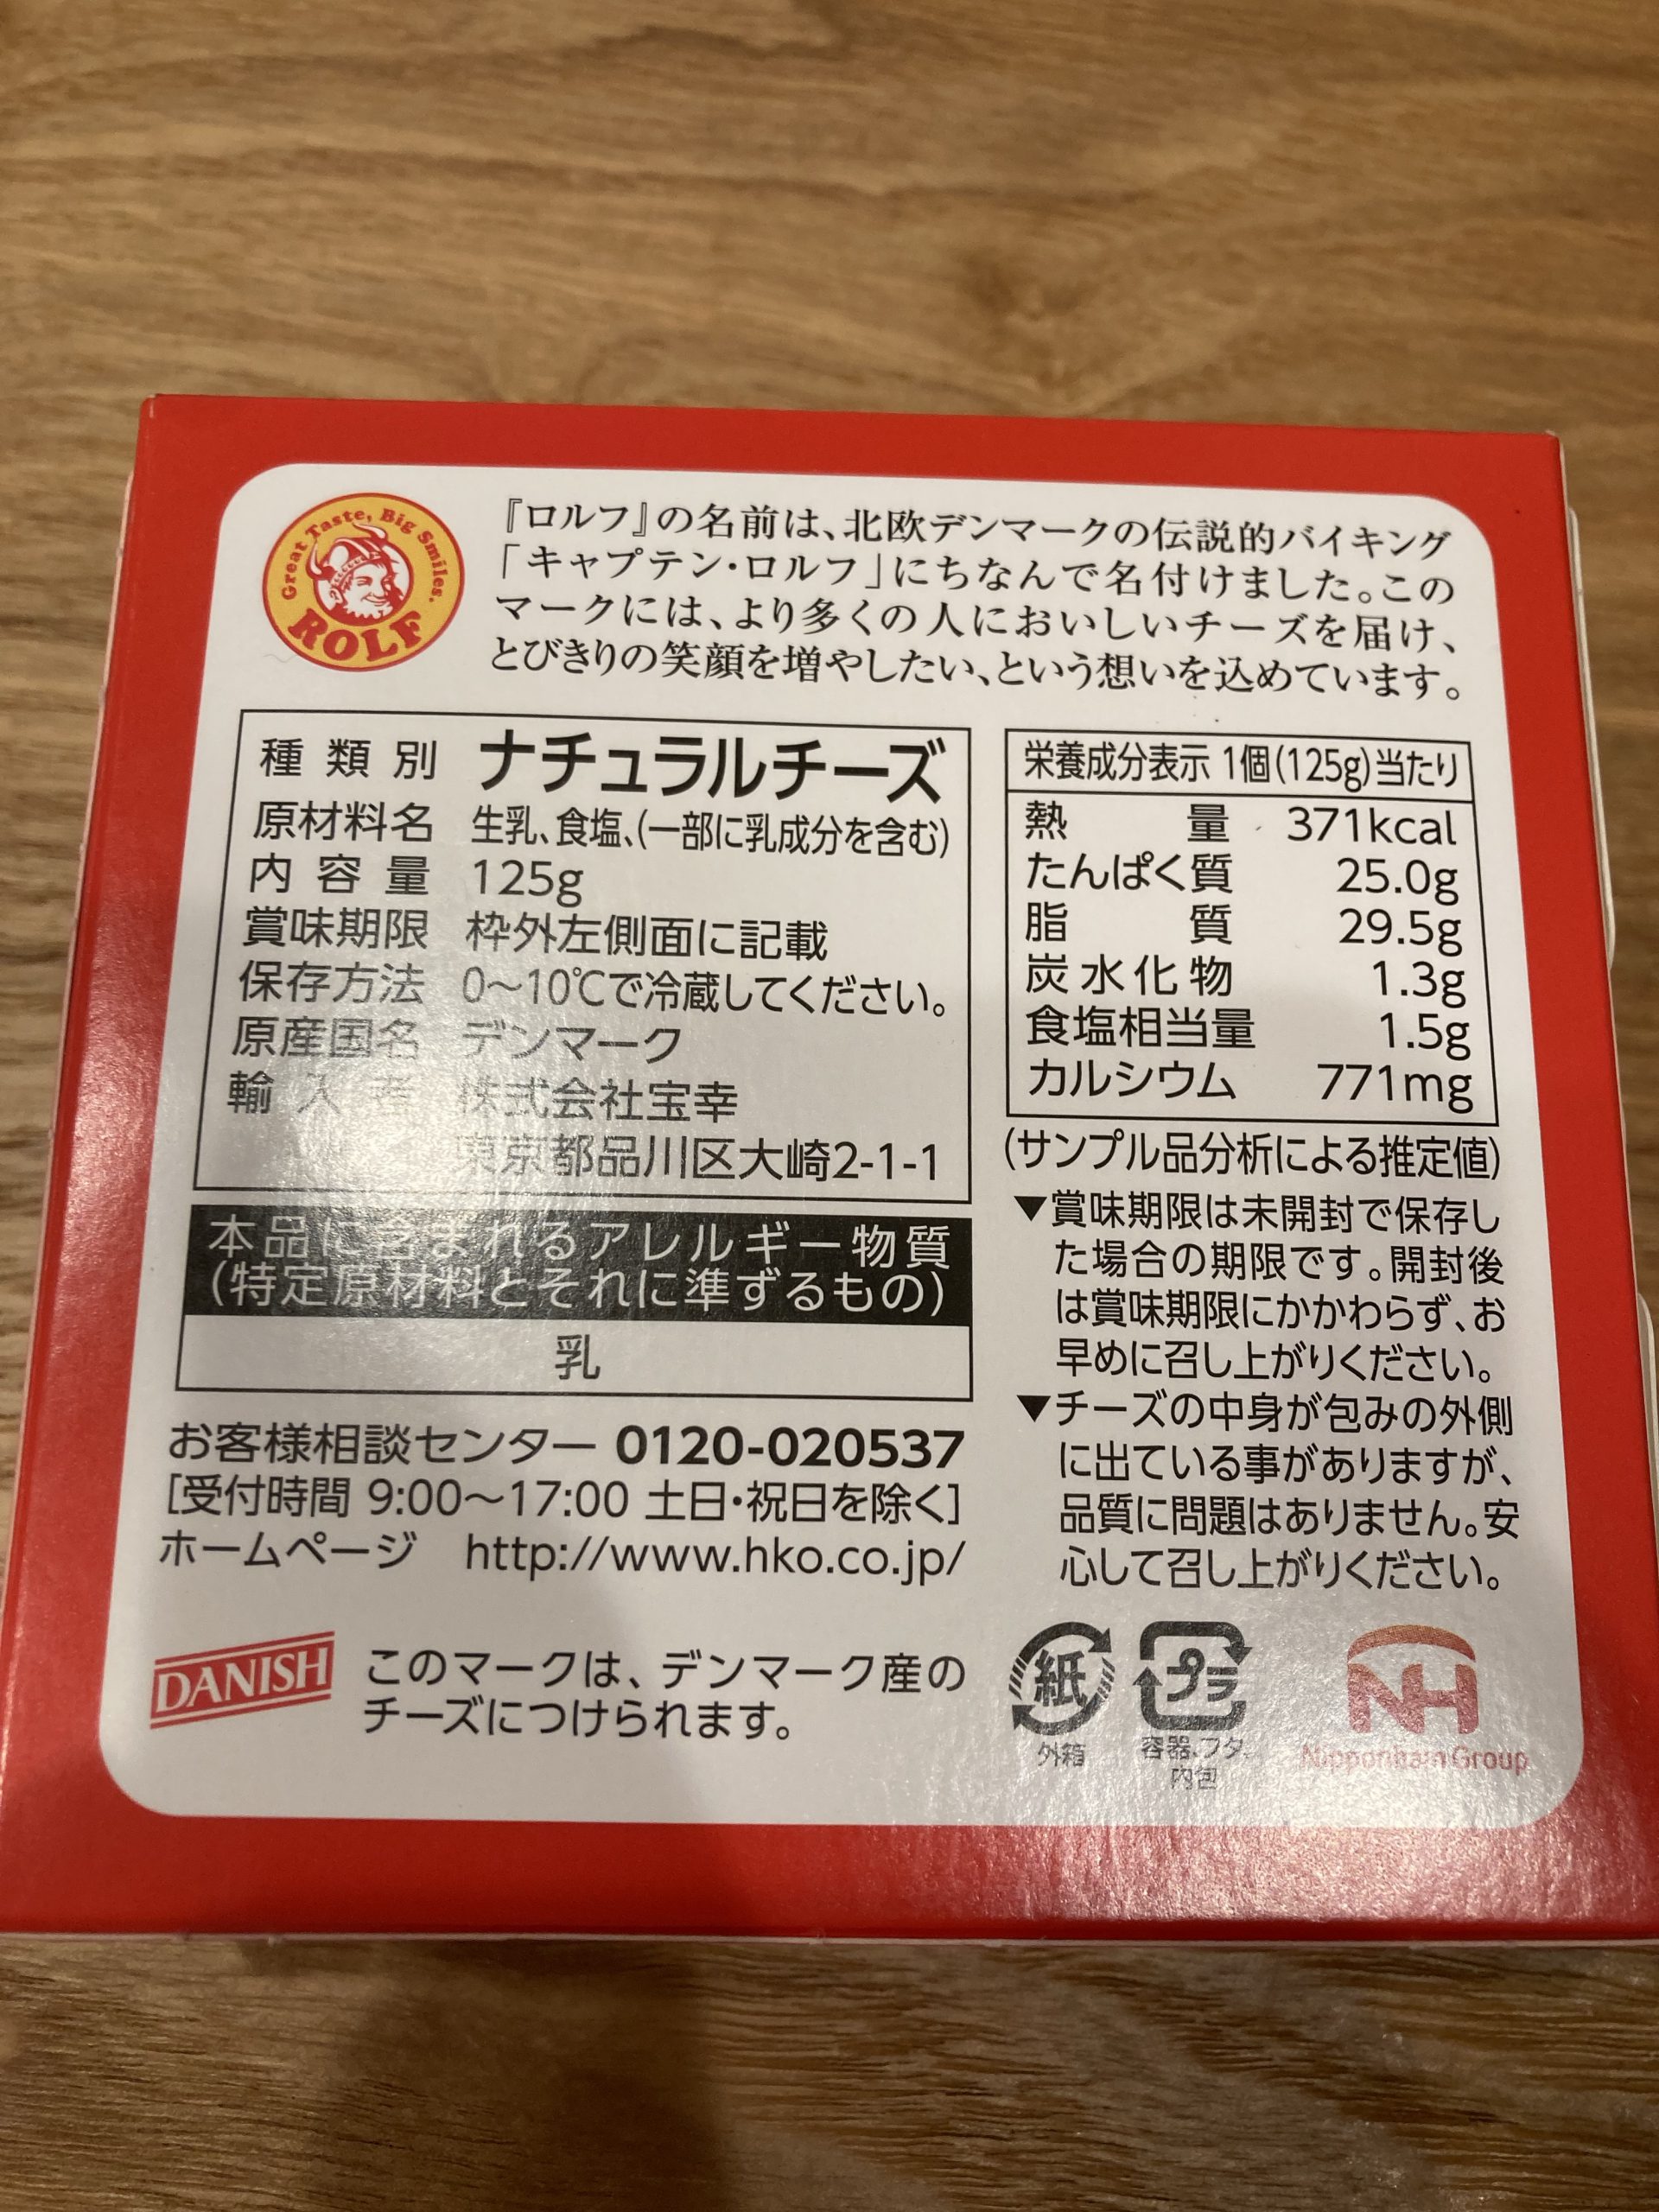 Great Taste, Big Smiles.
ROLF
『ロルフ』の名前は、北欧デンマークの伝説的バイキング
「キャプテン・ロルフ」にちなんで名付けました。この
マークには、より多くの人においしいチーズを届け、
とびきりの笑顔を増やしたい、という想いを込めています。
種類別 ナチュラルチーズ
原材料名 生乳、食塩、(一部に乳成分を含む)
内容量 125g
賞味期限 枠外左側面に記載
保存方法 0〜10℃で冷蔵してください。
原産国名 デンマーク
輸入者 株式会社宝幸
東京都品川区大崎2-1-1
本品に含まれるアレルギー物質
(特定原材料とそれに準ずるもの)
乳
お客様相談センター 0120-020537
[受付時間 9:00〜17:00 土日・祝日を除く]
ホームページ http://www.hko.co.jp/
DANISH
このマークは、デンマーク産の
チーズにつけられます。
栄養成分表示 1個(125g)当たり
熱量 371kcal
たんぱく質 25.0g
脂質 29.5g
炭水化物 1.3g
食塩相当量 1.5g
カルシウム 771mg
(サンプル品分析による推定値)
▼賞味期限は未開封で保存し
た場合の期限です。開封後
は賞味期限にかかわらず、お
早めに召し上がりください。
▼チーズの中身が包みの外側
に出ている事がありますが、
品質に問題はありません。安
心して召し上がりください。
紙
外箱
プラ
容器、フタ、
内包
NH
Nipponham Group